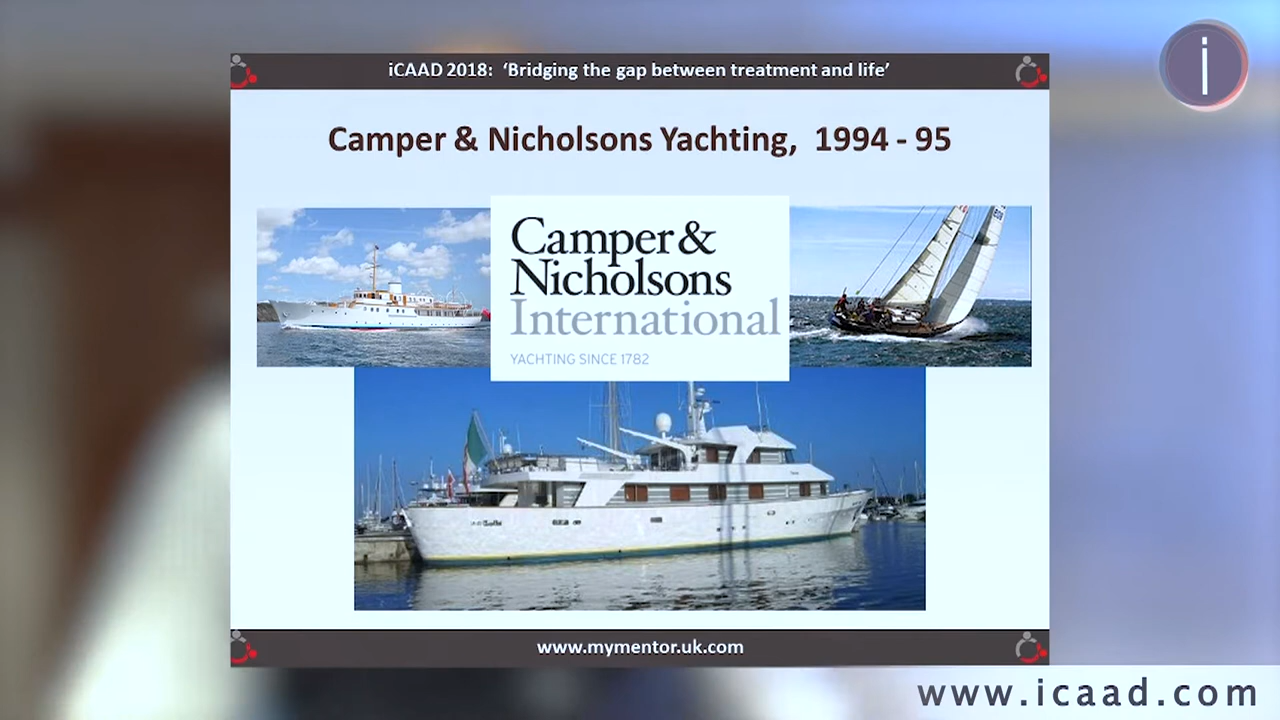 i
iCAAD 2018: ‘Bridging the gap between treatment and life’
Camper & Nicholsons Yachting, 1994 - 95
Camper &
Nicholsons
International
YACHTING SINCE 1782
www.mymentor.uk.com
www.icaad.com